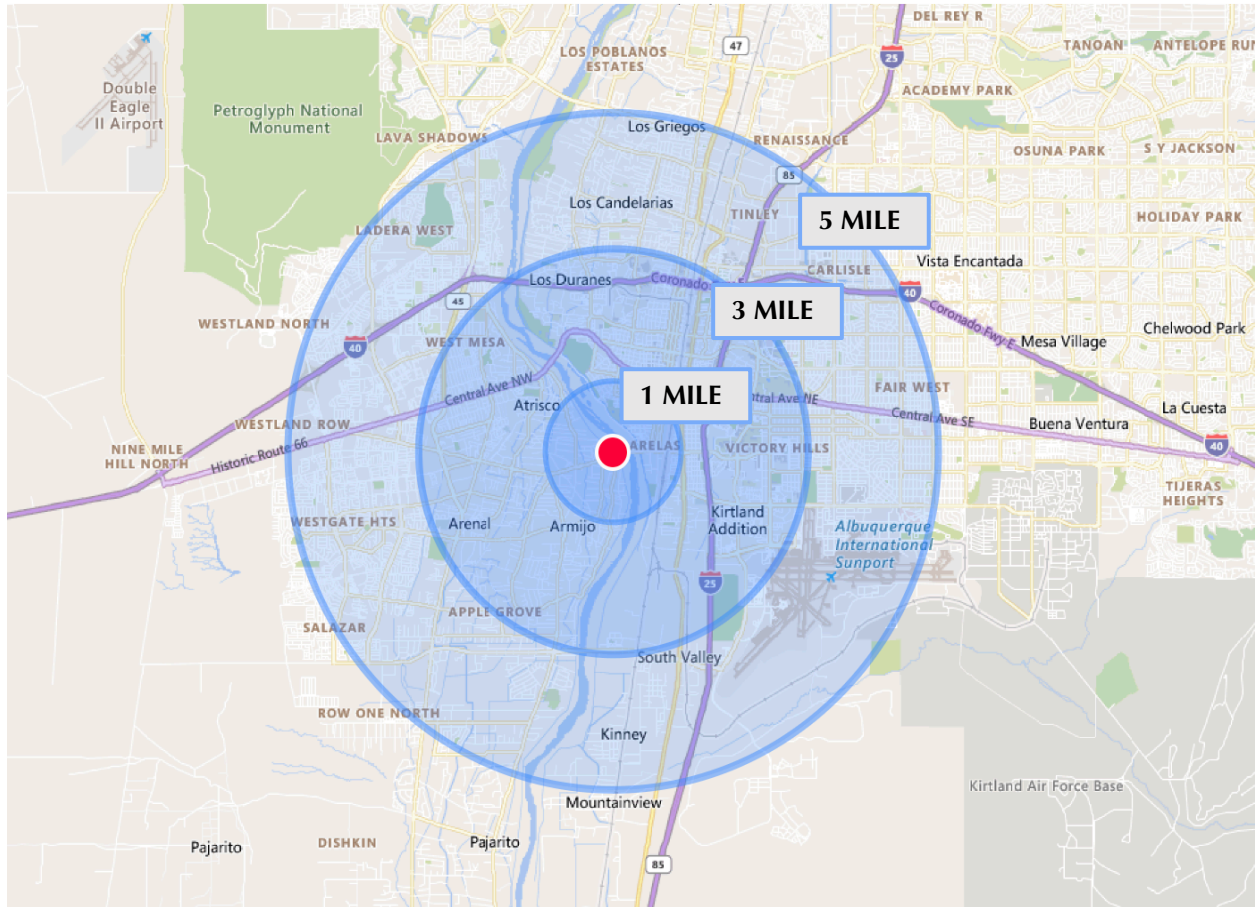 DEL REY R
47
LOS POBLANOS
ESTATES
25
TANOAN
ANTELOPE RUN
Double
Eagle
II Airport
ACADEMY PARK
Petroglyph National
Monument
Los Griegos
LAVA SHADOWS
RENAISSANCE
OSUNA PARK
S Y JACKSON
85
Los Candelarias
TINLEY
5 MILE
HOLIDAY PARK
LADERA WEST
Vista Encantada
CARLISLE
Los Duranes
Coronado
45
40
3 MILE
Coronado Fwy E
WESTLAND NORTH
Chelwood Park
WEST MESA
40
Mesa Village
Central Ave NW
1 MILE
FAIR WEST
Atrisco
ntral Ave NE
La Cuesta
Central Ave SE
Buena Ventura
WESTLAND ROW
ARELAS
VICTORY HILLS
40
NINE MILE
HILL NORTH
Historic Route 66
TIJERAS
HEIGHTS
WESTGATE HTS
Arenal
Armijo
Kirtland
Addition
Albuquerque
International
Sunport
25
APPLE GROVE
SALAZAR
South Valley
ROW ONE NORTH
Kinney
Kirtland Air Force Base
Mountainview
DISHKIN
Pajarito
Pajarito
85